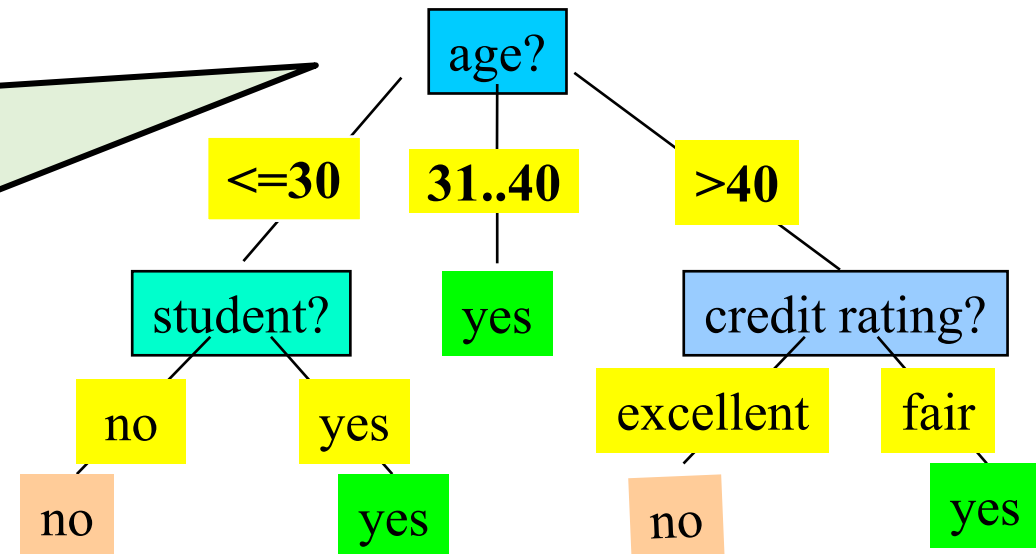 age?
<=30
31..40
>40
student?
yes
credit rating?
no
yes
excellent
fair
no
yes
no
yes